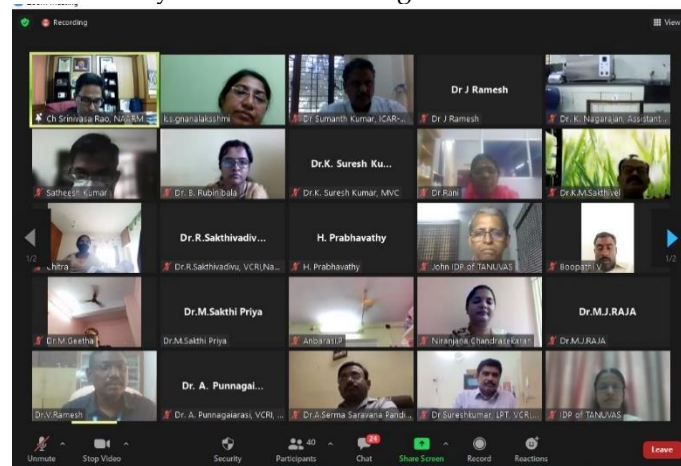 Recording
View
Ch Srinivasa Rao, NAARM
k.s.gnanalakshmi
Dr Sumanth Kumar, ICAR-...
Dr J Ramesh
Dr J Ramesh
Dr. K. Nagarajan, Assistant...
Satheesh Kumar
Dr. B. Rubinibala
Dr.K. Suresh Ku...
Dr.K. Suresh Kumar, MVC
Dr.Rani
Dr.K.M.Sakthivel
1/2
Chitra
Dr.R.Sakthivadiv...
Dr.R.Sakthivadivu, VCRI,Na...
H. Prabhavathy
H. Prabhavathy
John IDP of TANUVAS
Boopathi V
1/2
Dr.M.Geetha
Dr.M.Sakthi Priya
Dr.M.Sakthi Priya
Anbarasi.P
Niranjana Chandrasekaran
Dr.M.J.RAJA
Dr.M.J.RAJA
Dr.V.Ramesh
Dr. A. Punnagai...
Dr. A. Punnagaiarasi, VCRI, ...
Dr.A.Serma Saravana Pandi...
Dr.Sureshkumar, LPT, VCRI,...
IDP of TANUVAS
Unmute
Stop Video
Security
Participants
40
Chat
24
Share Screen
Record
Reactions
Leave